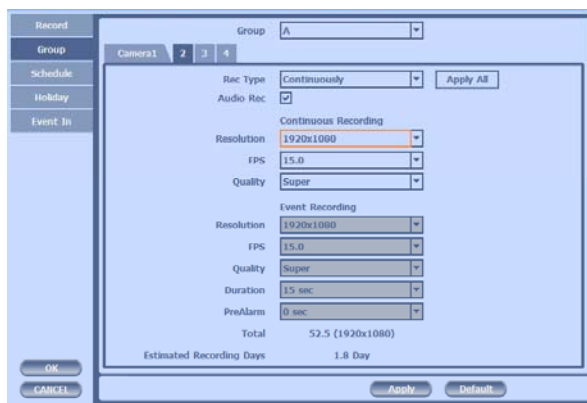 Record
Group
Schedule
Holiday
Event In
OK
CANCEL
Group A
Camera1 2 3 4
Rec Type Continuously Apply All
Audio Rec
Continuous Recording
Resolution 1920x1080
FPS 15.0
Quality Super
Event Recording
Resolution 1920x1080
FPS 15.0
Quality Super
Duration 15 sec
PreAlarm 0 sec
Total 52.5 (1920x1080)
Estimated Recording Days 1.8 Day
Apply Default